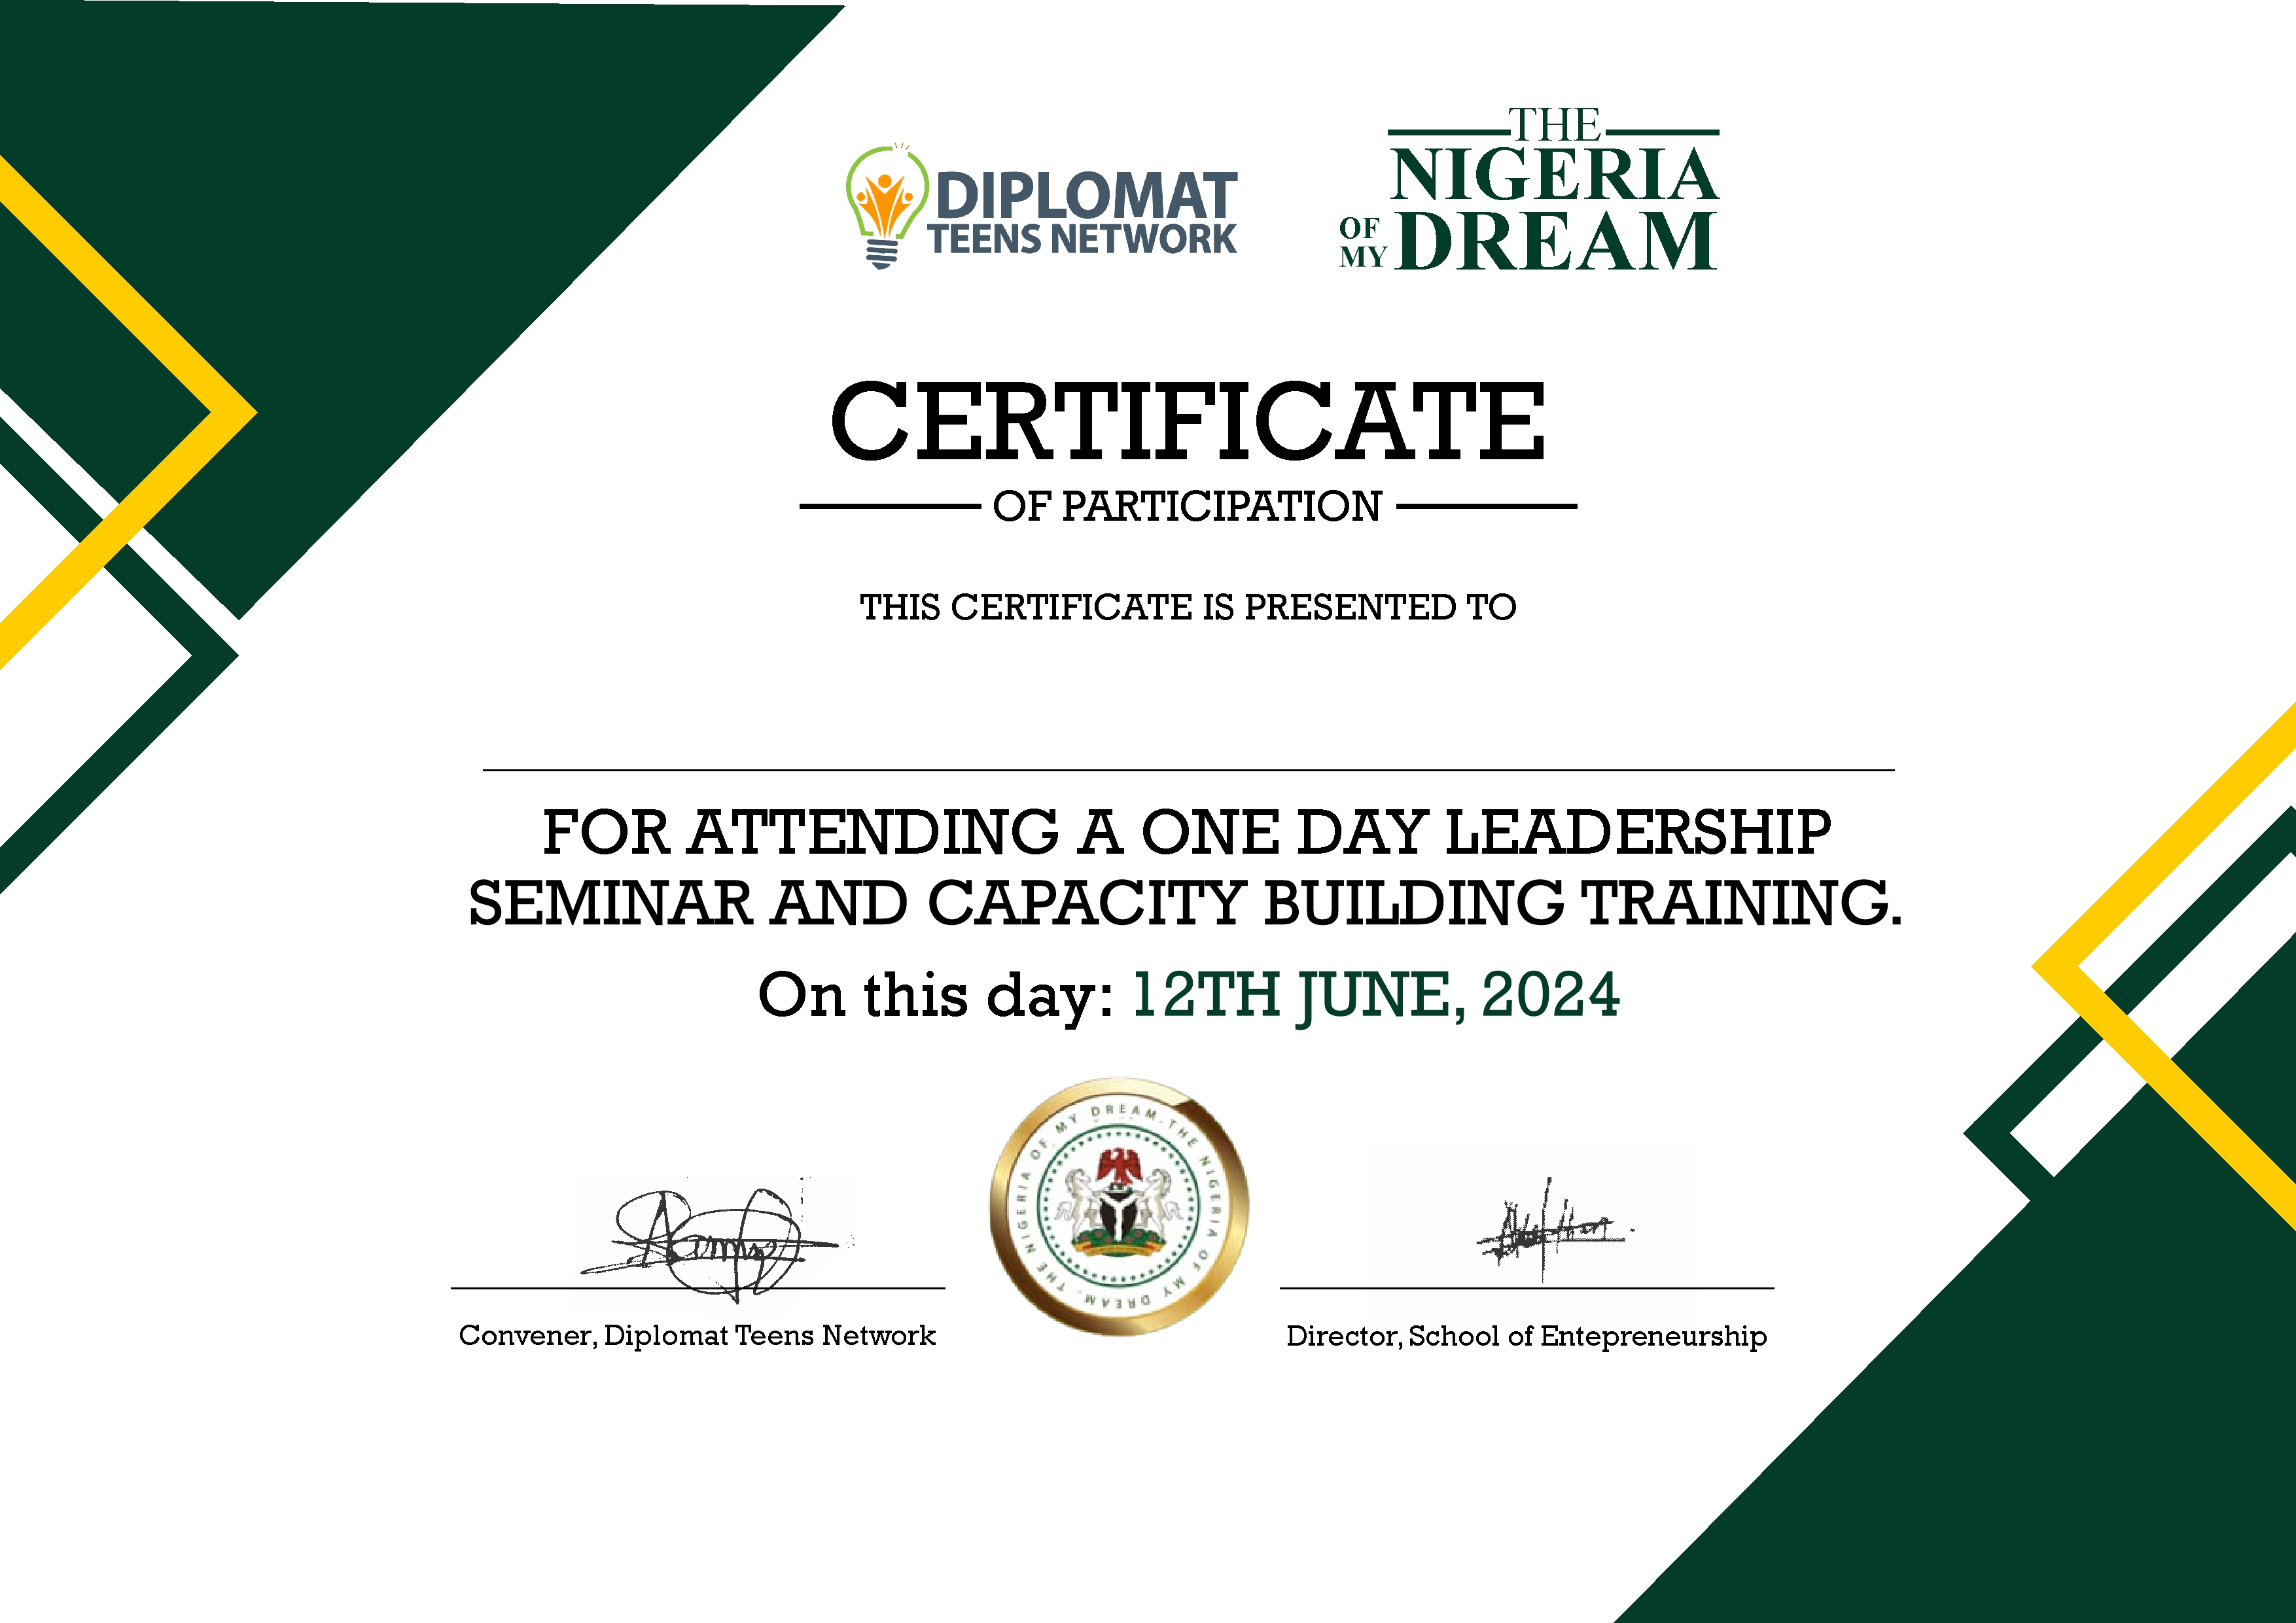 DIPLOMAT
TEENS NETWORK
THE
NIGERIA
OF MY DREAM
CERTIFICATE
OF PARTICIPATION
THIS CERTIFICATE IS PRESENTED TO
FOR ATTENDING A ONE DAY LEADERSHIP
SEMINAR AND CAPACITY BUILDING TRAINING.
On this day: 12TH JUNE, 2024
THE NIGERIA OF MY DREAM - THE NIGERIA OF MY DREAM -
Convener, Diplomat Teens Network
Director, School of Entepreneurship